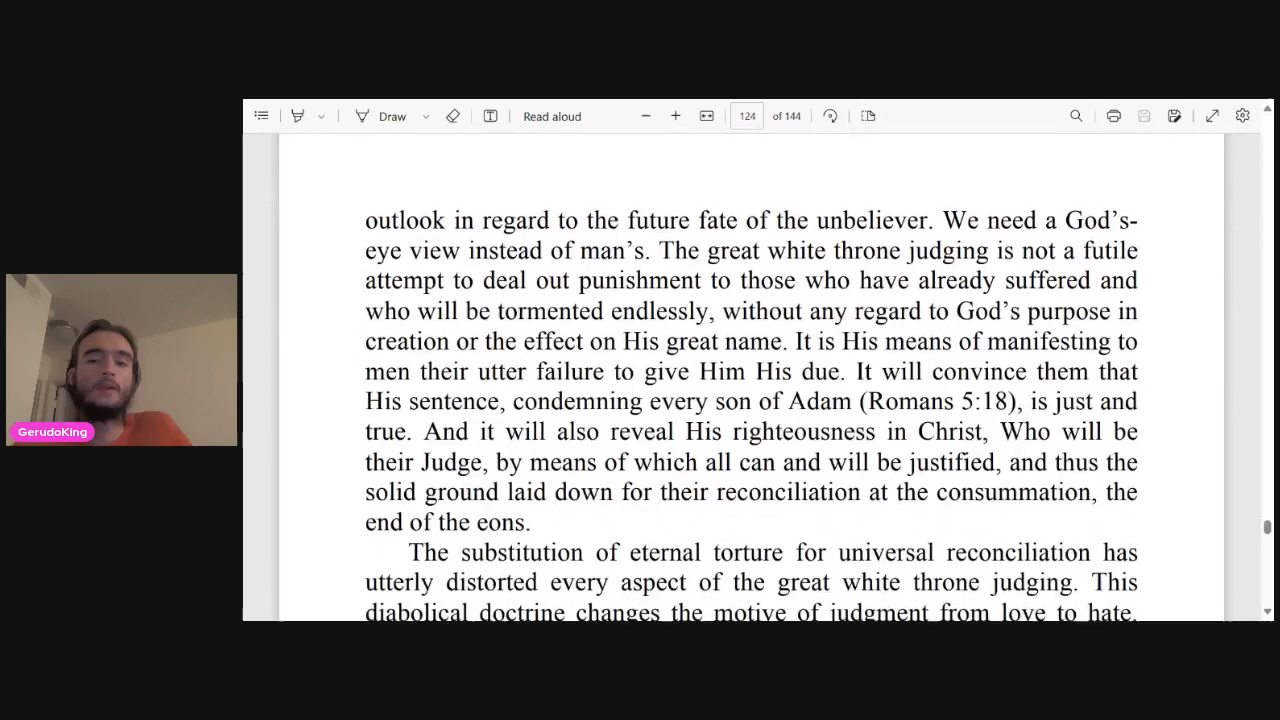 Draw
Read aloud
124 of 144
outlook in regard to the future fate of the unbeliever. We need a God's-
eye view instead of man's. The great white throne judging is not a futile
attempt to deal out punishment to those who have already suffered and
who will be tormented endlessly, without any regard to God's purpose in
creation or the effect on His great name. It is His means of manifesting to
men their utter failure to give Him His due. It will convince them that
His sentence, condemning every son of Adam (Romans 5:18), is just and
true. And it will also reveal His righteousness in Christ, Who will be
their Judge, by means of which all can and will be justified, and thus the
solid ground laid down for their reconciliation at the consummation, the
end of the eons.
The substitution of eternal torture for universal reconciliation has
utterly distorted every aspect of the great white throne judging. This
diabolical doctrine changes the motive of judgment from love to hate.
GerudoKing